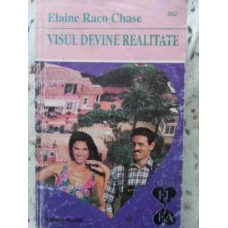 Elaine Raco Chase
262
VISUL DEVINE REALITATE